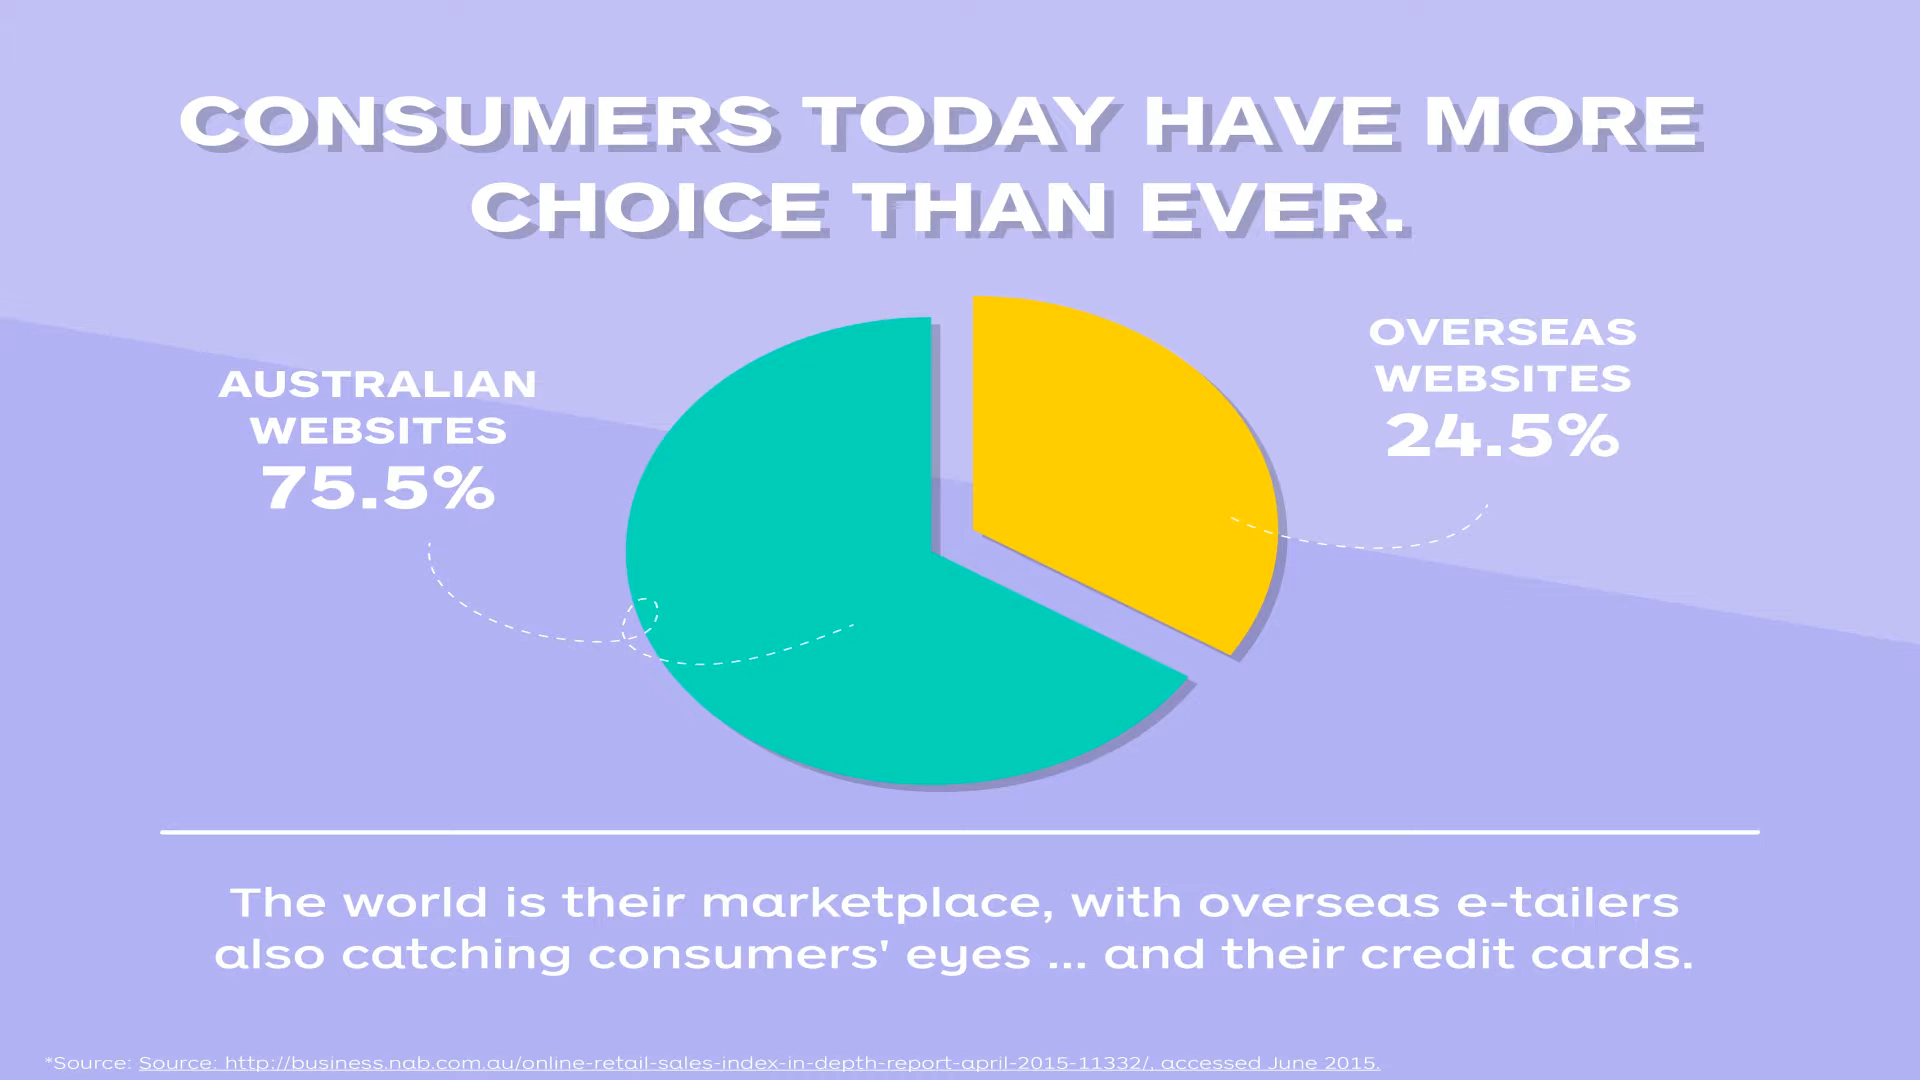 CONSUMERS TODAY HAVE MORE
CHOICE THAN EVER.
AUSTRALIAN
WEBSITES
75.5%
OVERSEAS
WEBSITES
24.5%
The world is their marketplace, with overseas e-tailers
also catching consumers' eyes ... and their credit cards.
*Source: Source: http://business.nab.com.au/online-retail-sales-index-in-depth-report-april-2015-11332/, accessed June 2015.